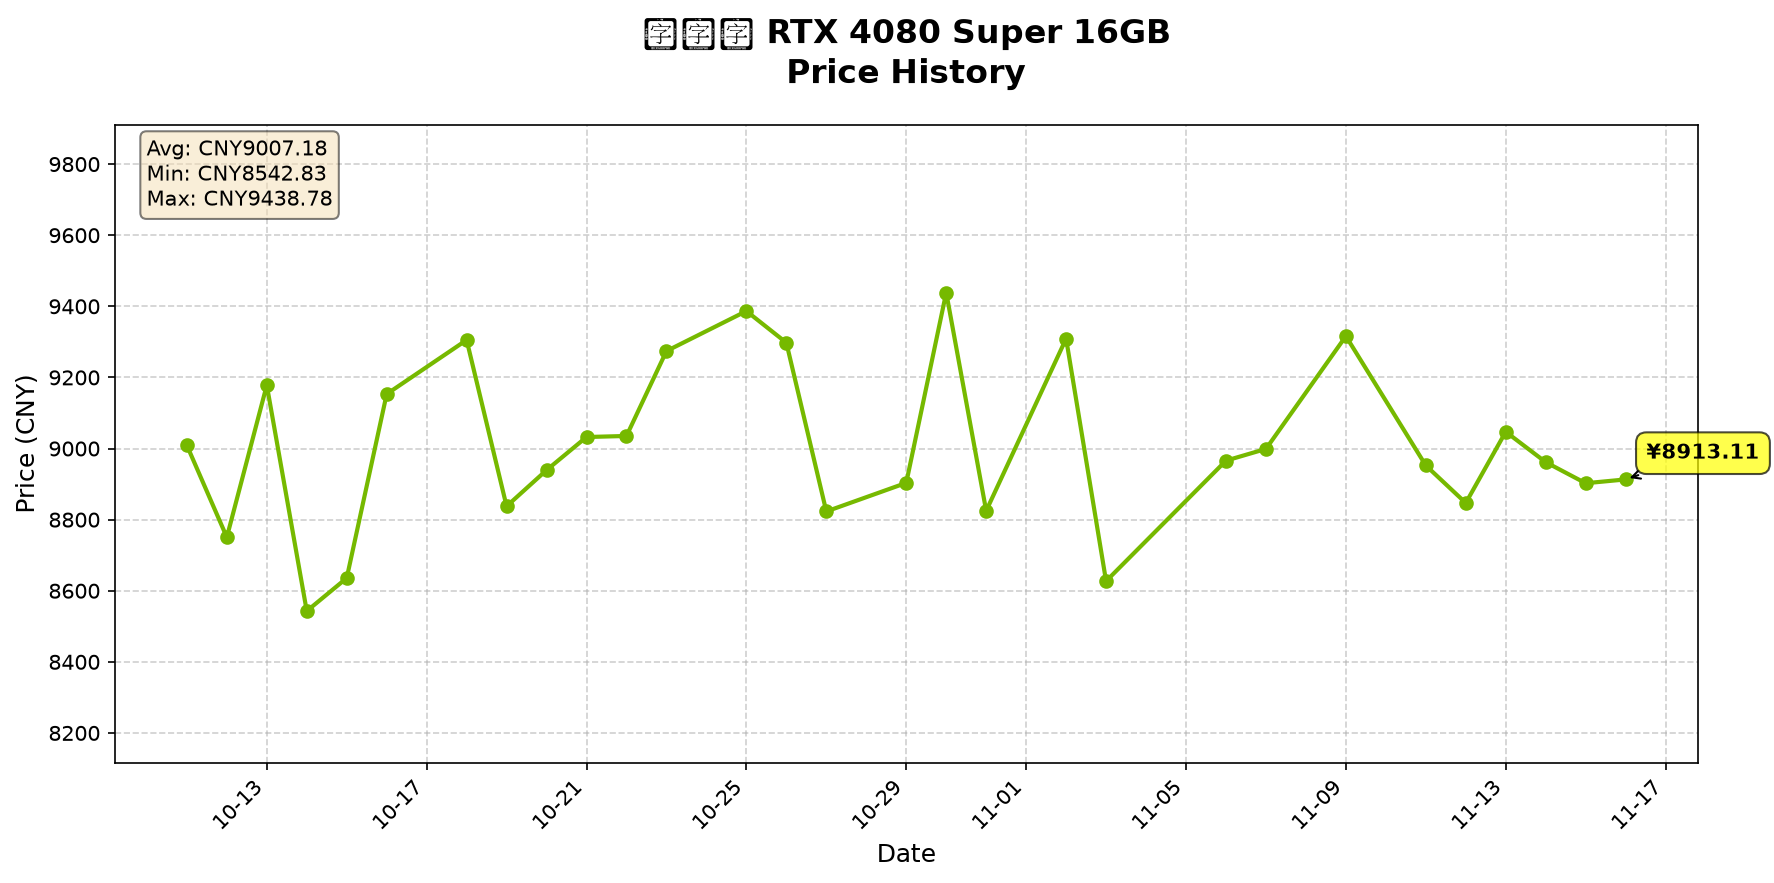 RTX 4080 Super 16GB
Price History
Avg: CNY9007.18
Min: CNY8542.83
Max: CNY9438.78
9800
9600
9400
9200
9000
8800
8600
8400
8200
Price (CNY)
¥8913.11
10-13
10-17
10-21
10-25
10-29
11-01
11-05
11-09
11-13
11-17
Date